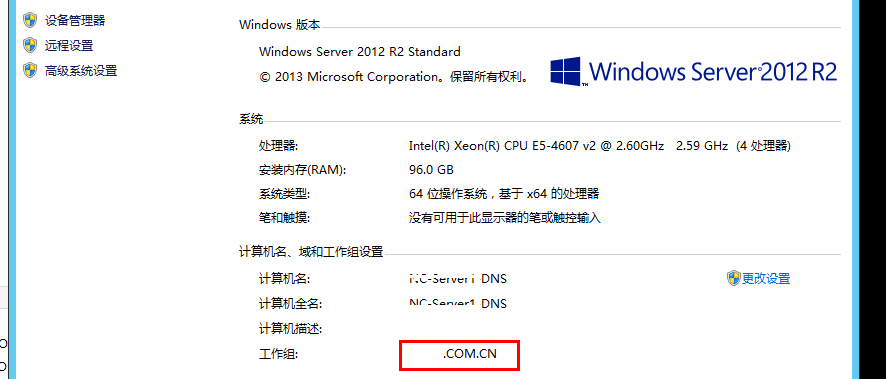 设备管理器
远程设置
高级系统设置
Windows 版本
Windows Server 2012 R2 Standard
© 2013 Microsoft Corporation。保留所有权利。
Windows Server 2012 R2
系统
处理器: Intel(R) Xeon(R) CPU E5-4607 v2 @ 2.60GHz 2.59 GHz (4 处理器)
安装内存(RAM): 96.0 GB
系统类型: 64 位操作系统，基于 x64 的处理器
笔和触摸: 没有可用于此显示器的笔或触控输入
计算机名、域和工作组设置
计算机名: NC-Server1 DNS
更改设置
计算机全名: NC-Server1 DNS
计算机描述:
工作组: .COM.CN